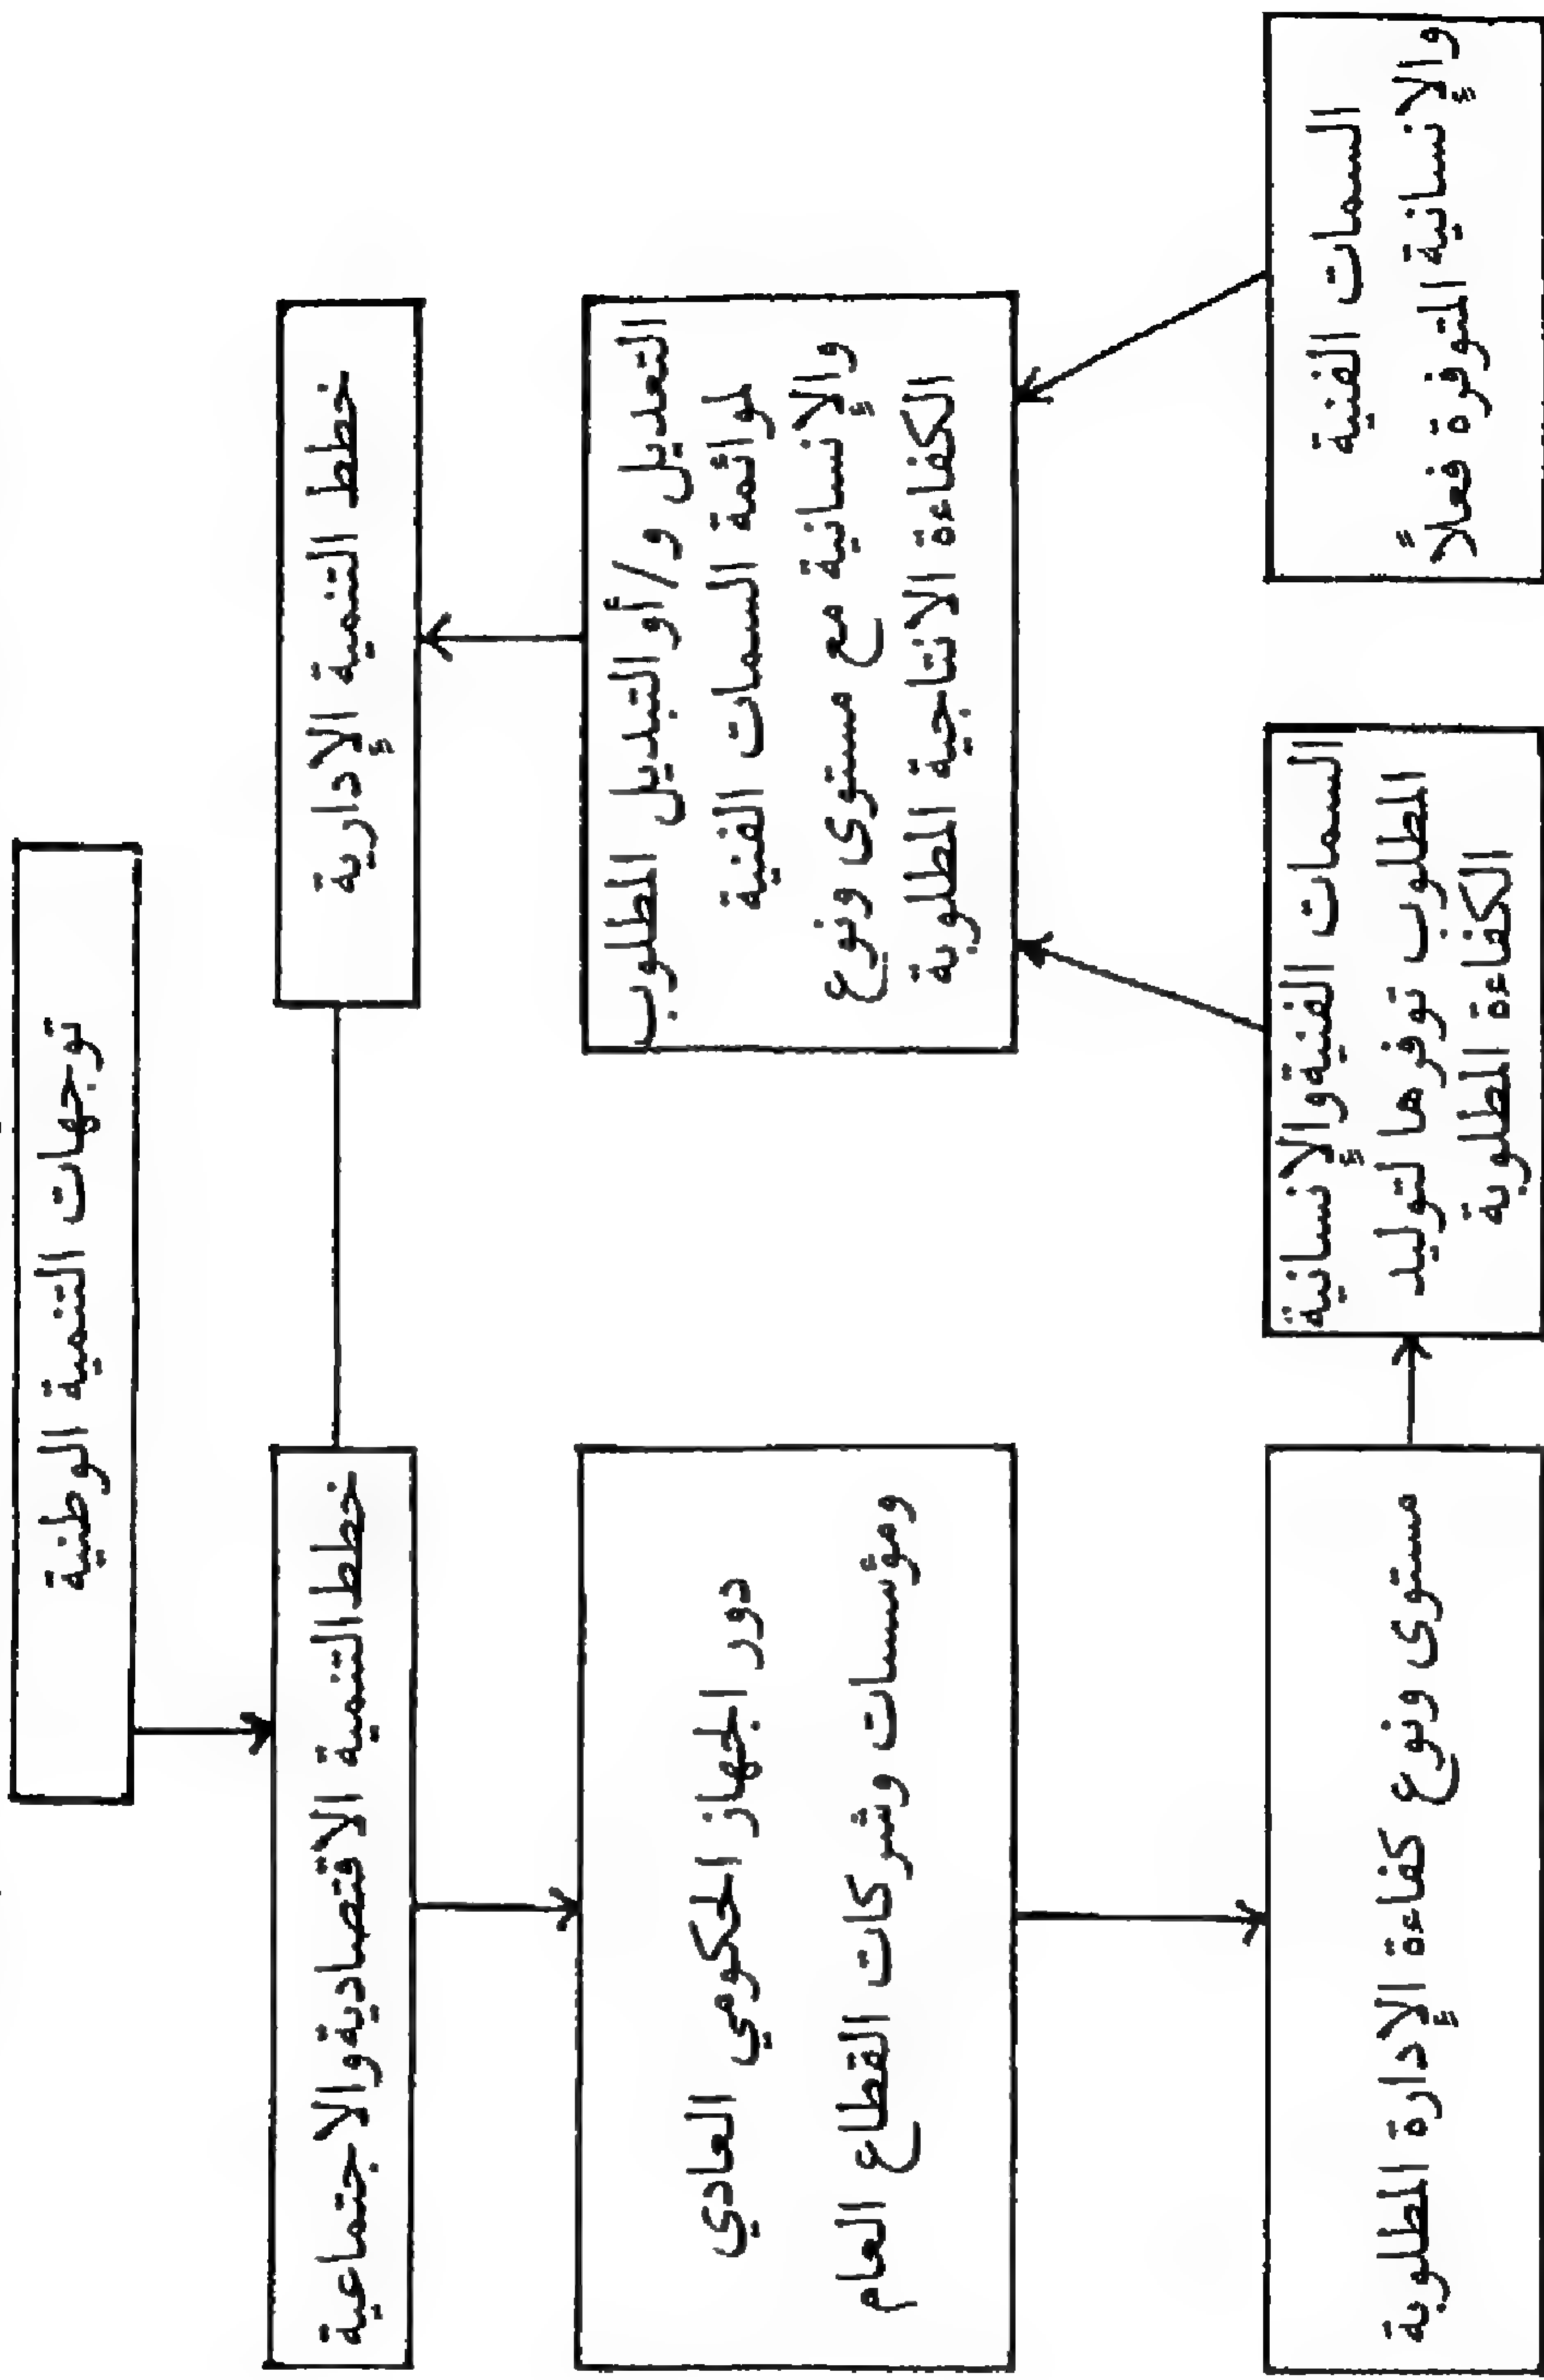 توجهات التنمية الوطنية
خطط التنمية الإدارية
خطط التنمية الاقتصادية والاجتماعية
التعديل و/أو التبديل المطلوب
لموائمة السمات الفنية
والإنسانية مع مستوى ونوع
الكفاءة الانتاجية المطلوبة
دور الجهاز الحكومي العادي
ومؤسسات وشركات القطاع العام
السمات الفنية
والإنسانية المتوفرة فعلاً
السمات الفنية والإنسانية
المطلوب توفرها لتوليد
الكفاءة المطلوبة
مستوى ونوع كفاءة الإدارة المطلوبة